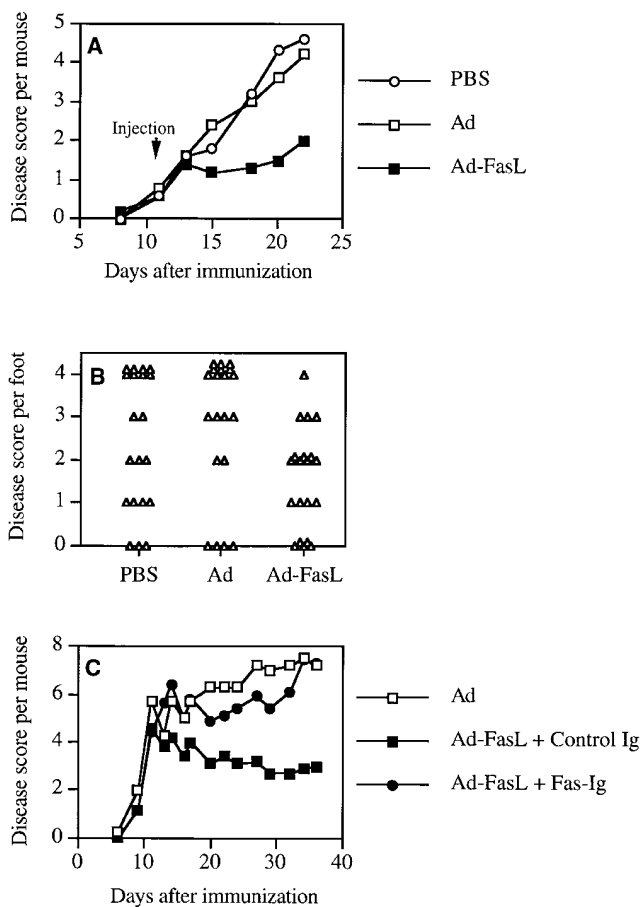 A
Disease score per mouse
5
4
3
2
1
0
Injection
5
10
15
20
25
Days after immunization
PBS
Ad
Ad-FasL
B
Disease score per foot
4
3
2
1
0
PBS
Ad
Ad-FasL
C
Disease score per mouse
8
6
4
2
0
0
10
20
30
40
Days after immunization
Ad
Ad-FasL + Control Ig
Ad-FasL + Fas-Ig